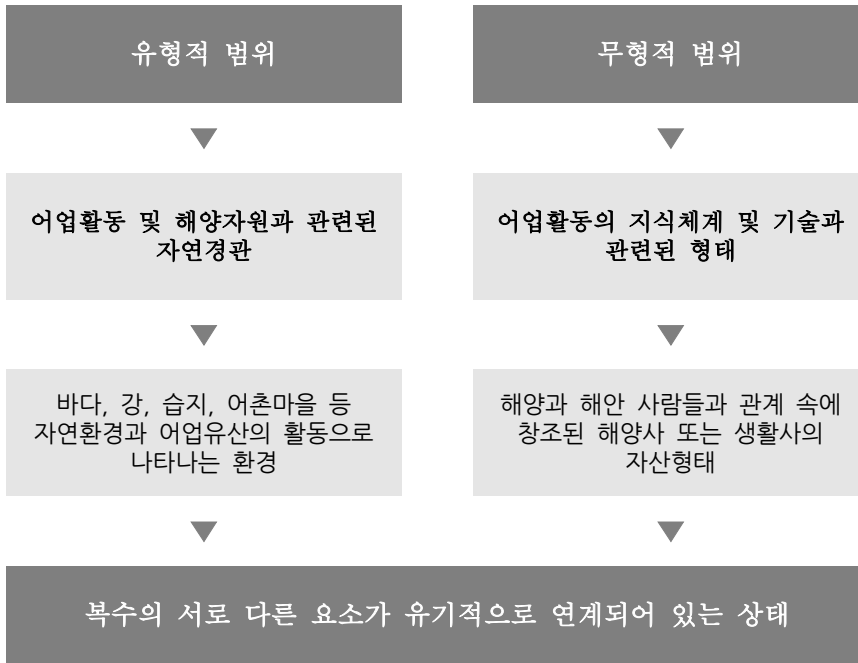 유형적 범위
어업활동 및 해양자원과 관련된
자연경관
바다, 강, 습지, 어촌마을 등
자연환경과 어업유산의 활동으로
나타나는 환경
무형적 범위
어업활동의 지식체계 및 기술과
관련된 형태
해양과 해안 사람들과 관계 속에
창조된 해양사 또는 생활사의
자산형태
복수의 서로 다른 요소가 유기적으로 연계되어 있는 상태